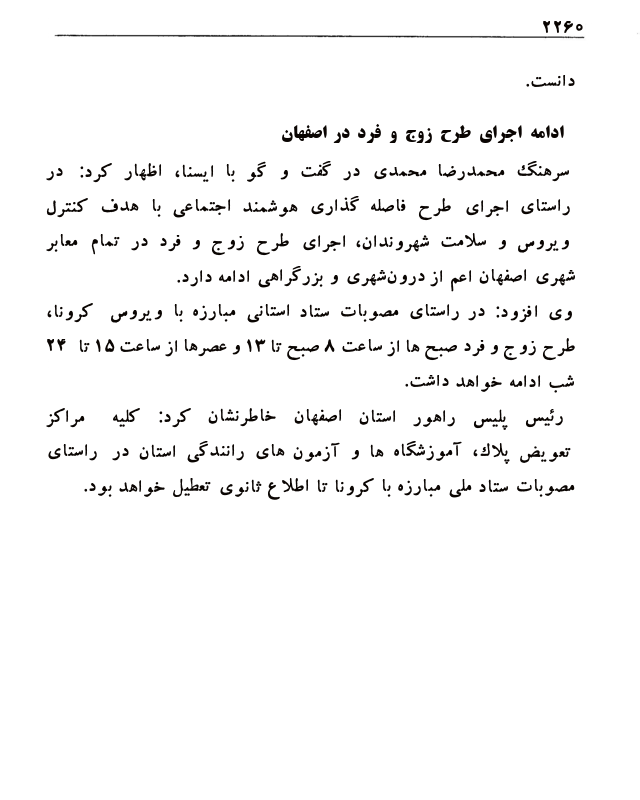 ۲۲۶۰
دانست.
ادامه اجرای طرح زوج و فرد در اصفهان
سرهنگ محمدرضا محمدی در گفت و گو با ایسنا، اظهار کرد: در
راستای اجرای طرح فاصله گذاری هوشمند اجتماعی با هدف کنترل
ویروس و سلامت شهروندان، اجرای طرح زوج و فرد در تمام معابر
شهری اصفهان اعم از درون‌شهری و بزرگراهی ادامه دارد.
وی افزود: در راستای مصوبات ستاد استانی مبارزه با ویروس کرونا،
طرح زوج و فرد صبح ها از ساعت ۸ صبح تا ۱۳ و عصرها از ساعت ۱۵ تا ۲۴
شب ادامه خواهد داشت.
رئیس پلیس راهور استان اصفهان خاطرنشان کرد: کلیه مراکز
تعویض پلاك، آموزشگاه ها و آزمون های رانندگی استان در راستای
مصوبات ستاد ملی مبارزه با کرونا تا اطلاع ثانوی تعطیل خواهد بود.